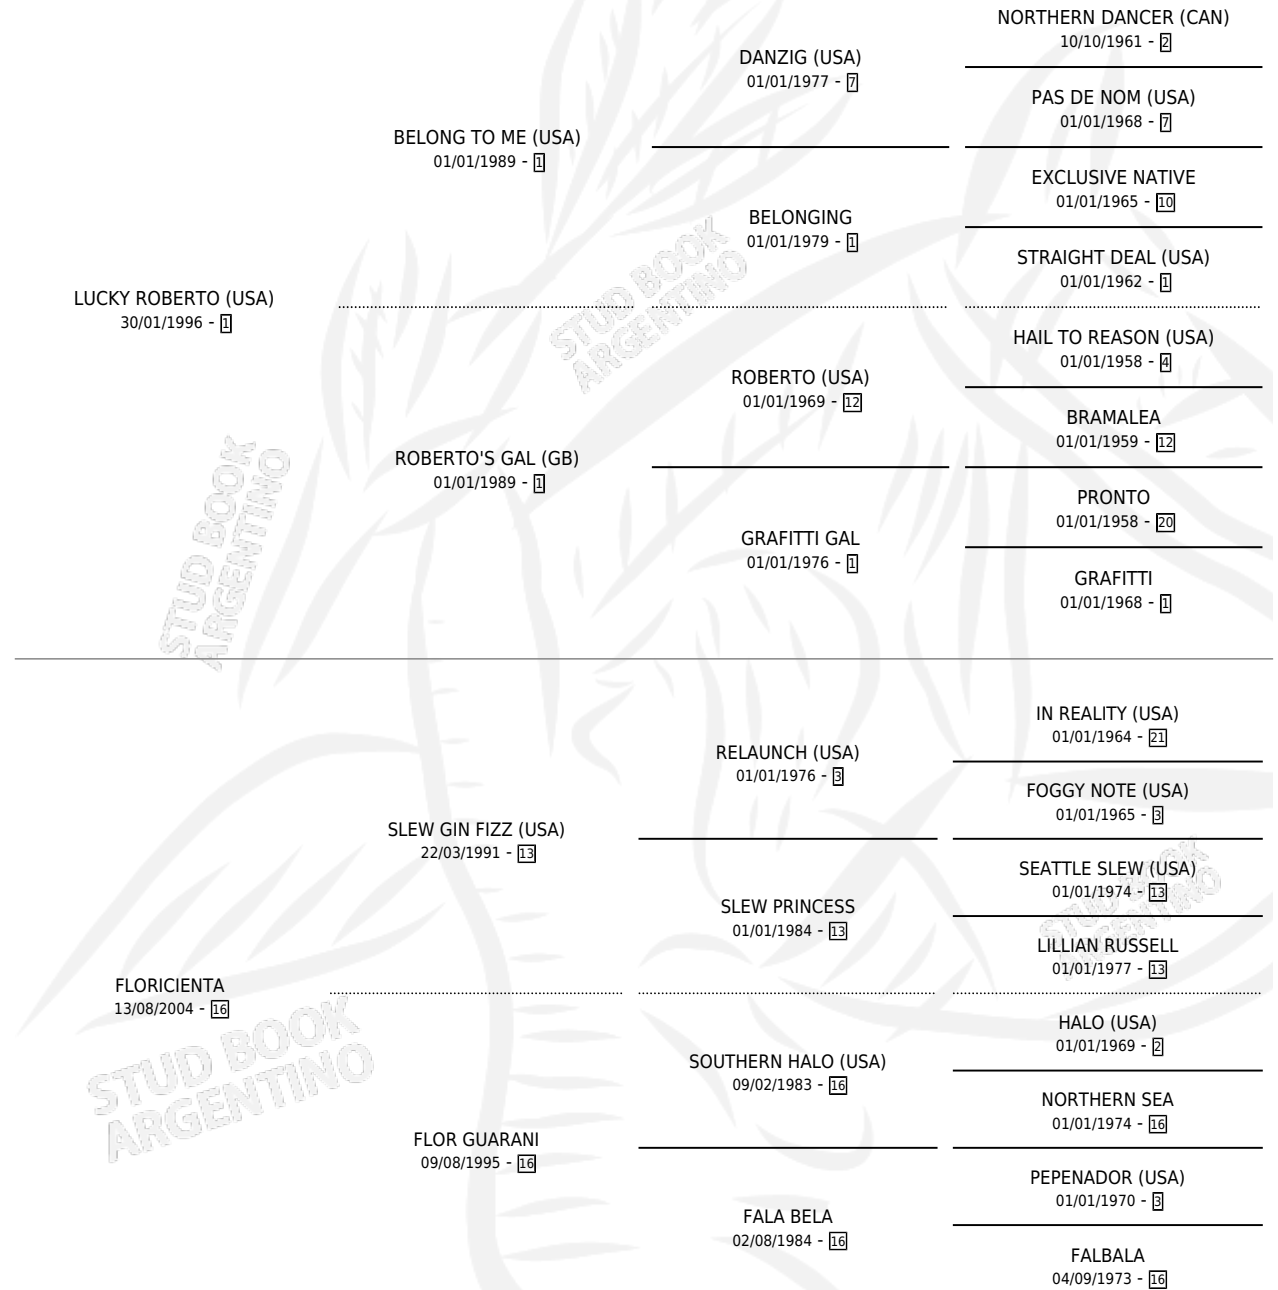 NORTHERN DANCER (CAN)
10/10/1961 - 2
DANZIG (USA)
01/01/1977 - 7
PAS DE NOM (USA)
01/01/1968 - 7
BELONG TO ME (USA)
01/01/1989 - 1
EXCLUSIVE NATIVE
01/01/1965 - 10
BELONGING
01/01/1979 - 1
STRAIGHT DEAL (USA)
01/01/1962 - 1
LUCKY ROBERTO (USA)
30/01/1996 - 1
STUD BOOK
ARGENTINO
HAIL TO REASON (USA)
01/01/1958 - 4
ROBERTO (USA)
01/01/1969 - 12
BRAMALEA
01/01/1959 - 12
ROBERTO'S GAL (GB)
01/01/1989 - 1
PRONTO
01/01/1958 - 20
GRAFITTI GAL
01/01/1976 - 1
GRAFITTI
01/01/1968 - 1
STUD BOOK
ARGENTINO
IN REALITY (USA)
01/01/1964 - 21
RELAUNCH (USA)
01/01/1976 - 3
FOGGY NOTE (USA)
01/01/1965 - 3
SLEW GIN FIZZ (USA)
22/03/1991 - 13
SEATTLE SLEW (USA)
01/01/1974 - 13
SLEW PRINCESS
01/01/1984 - 13
LILLIAN RUSSELL
01/01/1977 - 13
STUD BOOK
ARGENTINO
FLORICIENTA
13/08/2004 - 16
HALO (USA)
01/01/1969 - 2
SOUTHERN HALO (USA)
09/02/1983 - 16
NORTHERN SEA
01/01/1974 - 16
STUD BOOK
ARGENTINO
FLOR GUARANI
09/08/1995 - 16
PEPENADOR (USA)
01/01/1970 - 3
FALA BELA
02/08/1984 - 16
FALBALA
04/09/1973 - 16